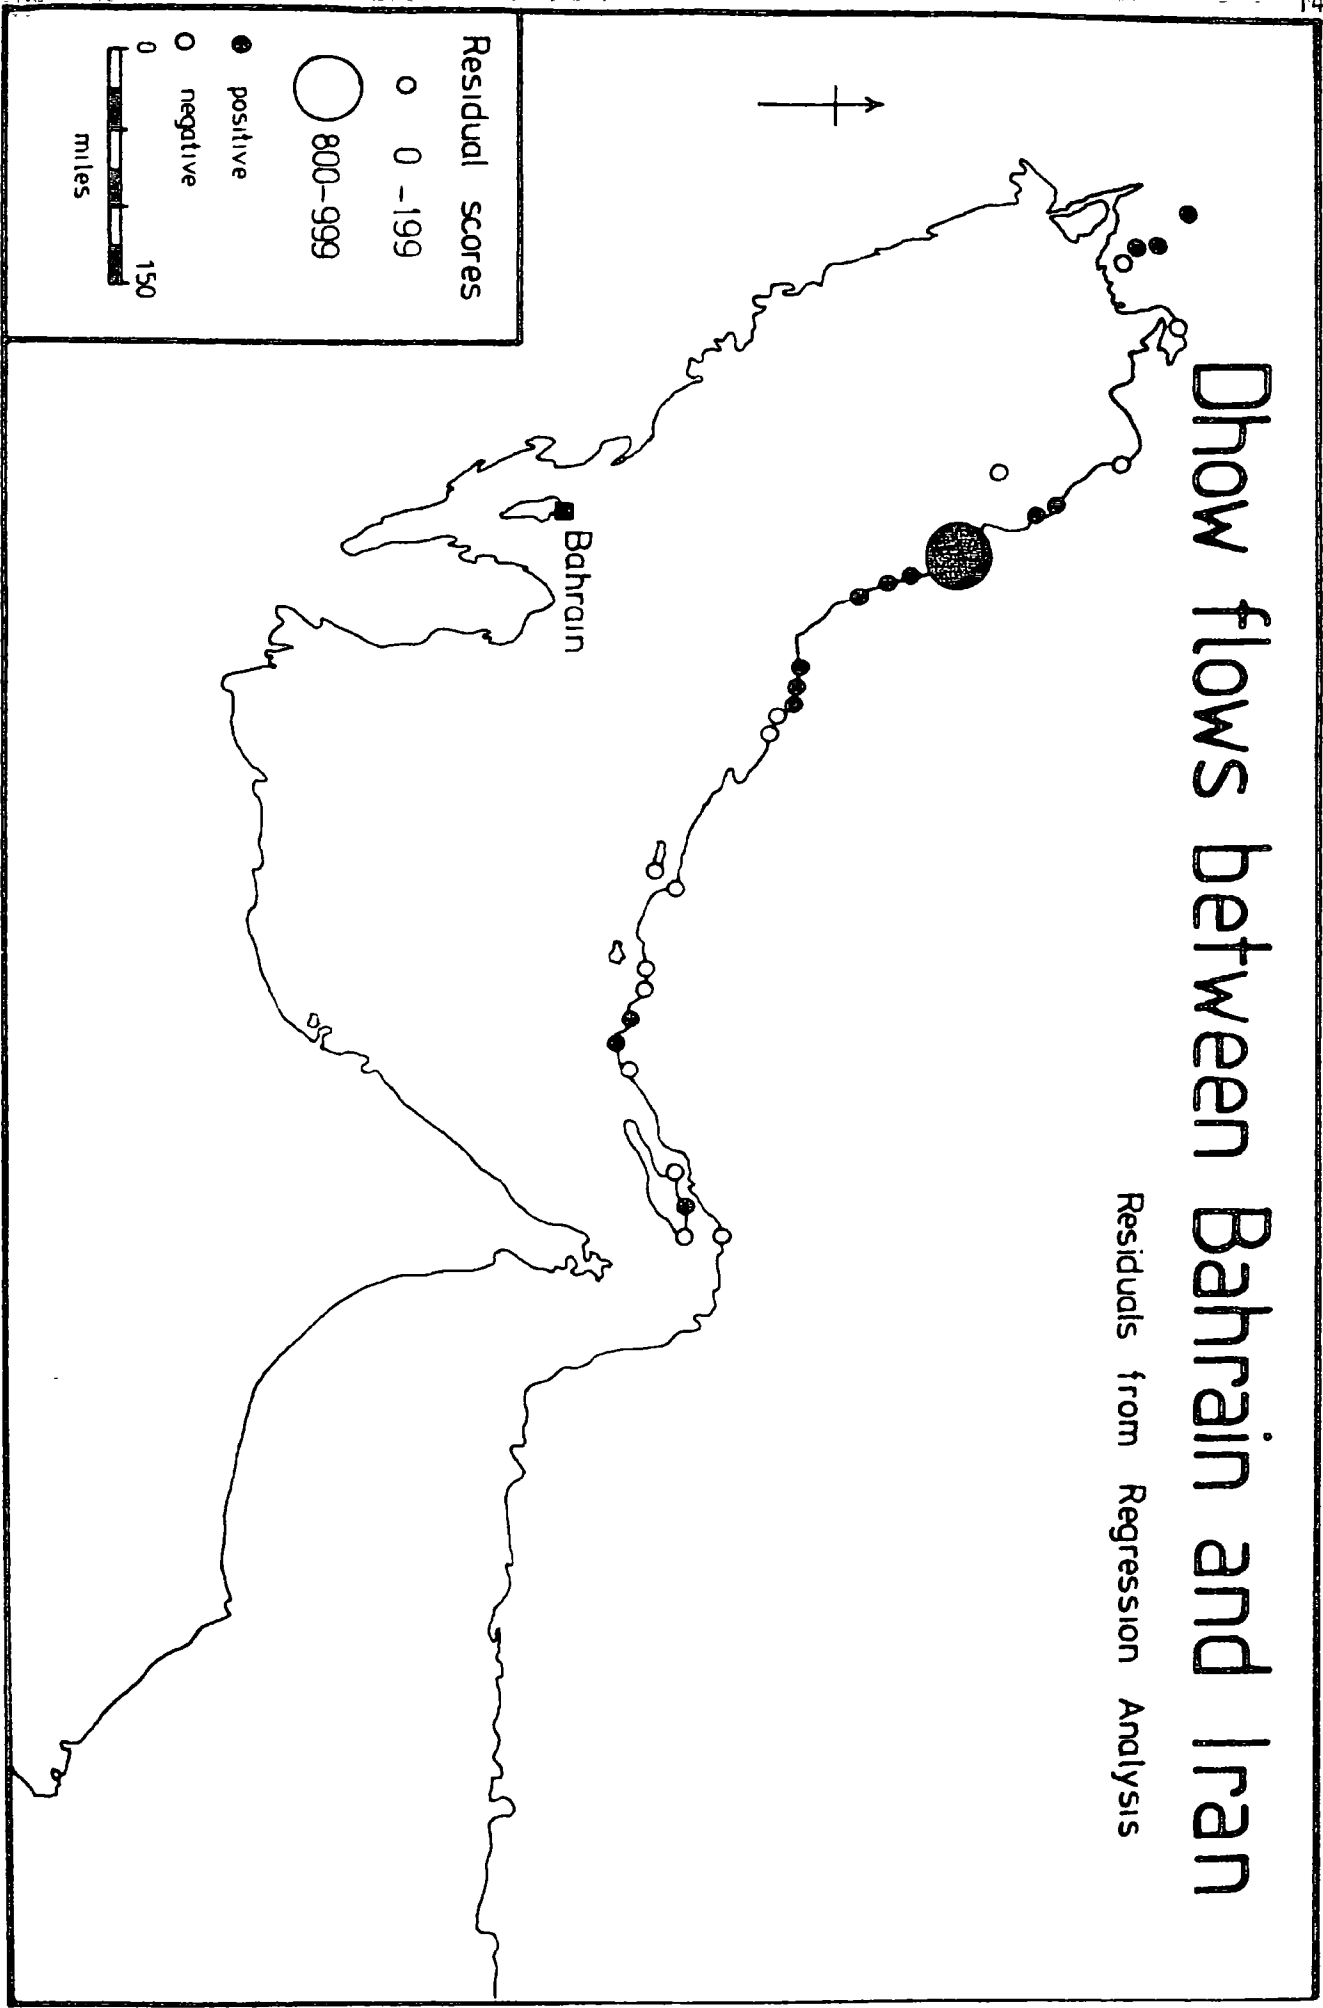 Dhow flows between Bahrain and Iran
Residuals from Regression Analysis
Bahrain
Residual scores
0 - 199
800-999
positive
negative
0 150
miles